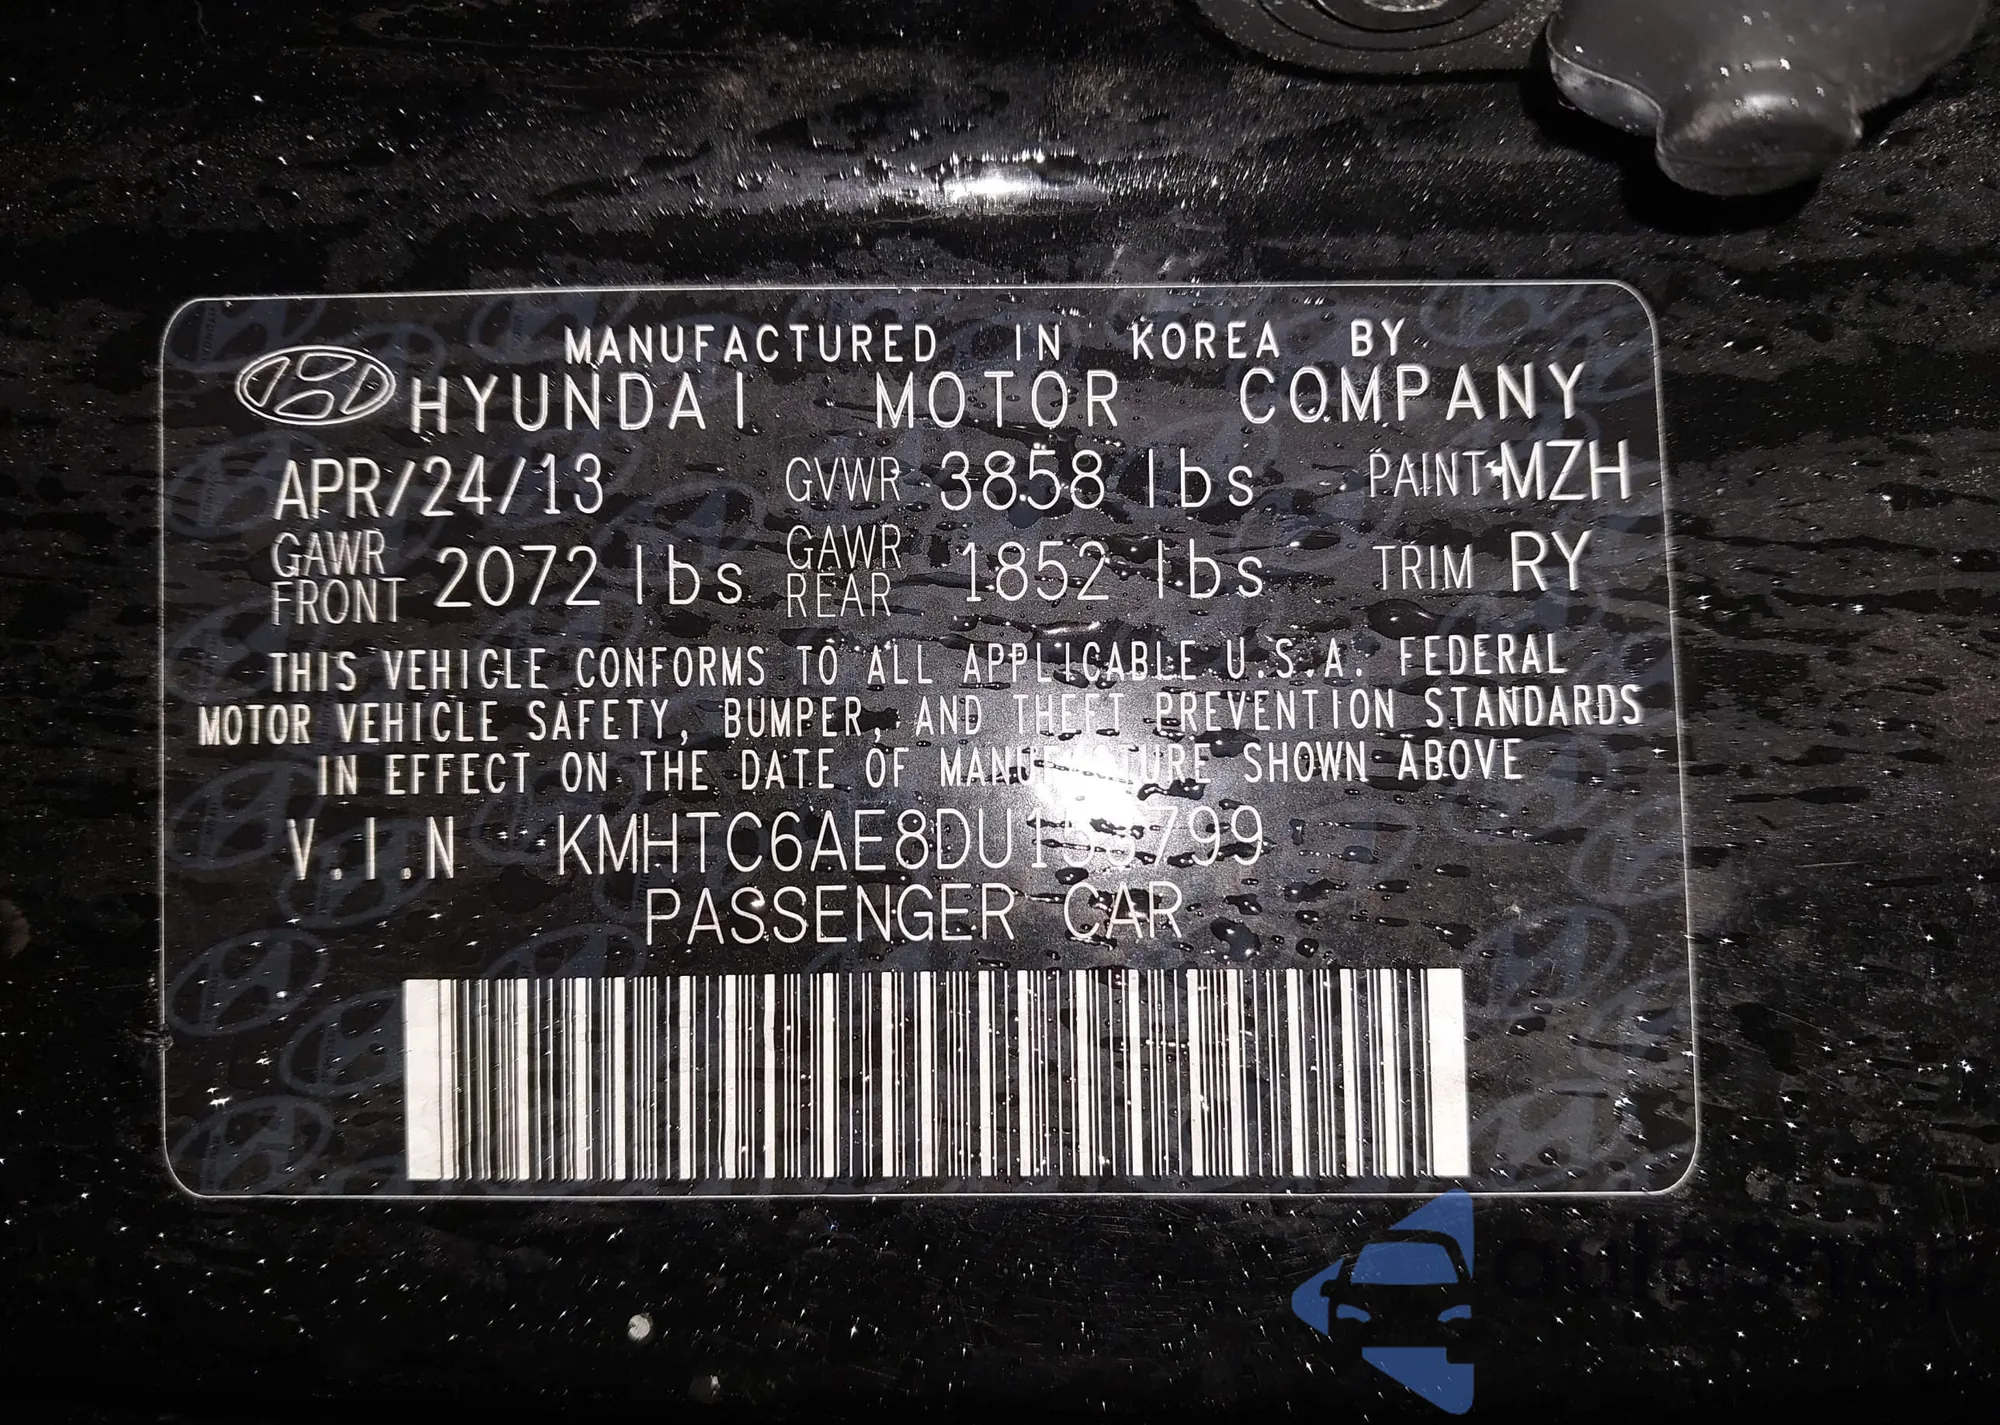 MANUFACTURED IN KOREA BY
HYUNDAI MOTOR COMPANY
APR/24/13 GVWR 3858 lbs PAINT MZH
GAWR FRONT 2072 lbs GAWR REAR 1852 lbs TRIM RY
THIS VEHICLE CONFORMS TO ALL APPLICABLE U.S.A. FEDERAL
MOTOR VEHICLE SAFETY, BUMPER, AND THEFT PREVENTION STANDARDS
IN EFFECT ON THE DATE OF MANUFACTURE SHOWN ABOVE
V.I.N
PASSENGER CAR